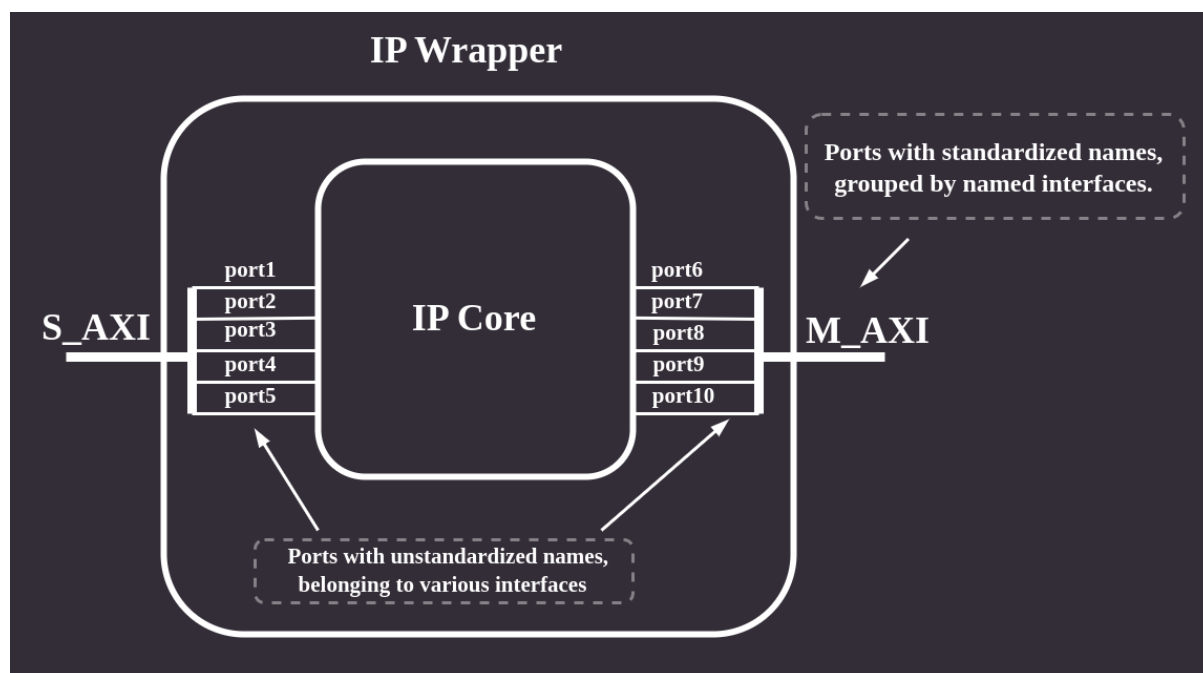 IP Wrapper
Ports with standardized names,
grouped by named interfaces.
port1
port2
port3
port4
port5
S_AXI
IP Core
port6
port7
port8
port9
port10
M_AXI
Ports with unstandardized names,
belonging to various interfaces